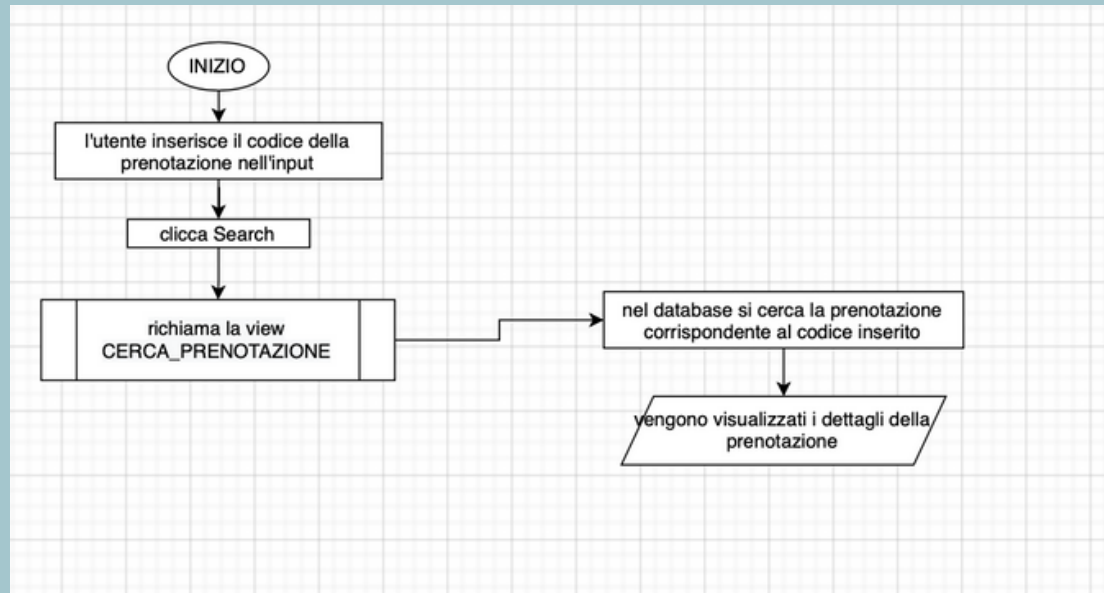 INIZIO
l'utente inserisce il codice della
prenotazione nell'input
clicca Search
richiama la view
CERCA_PRENOTAZIONE
nel database si cerca la prenotazione
corrispondente al codice inserito
vengono visualizzati i dettagli della
prenotazione